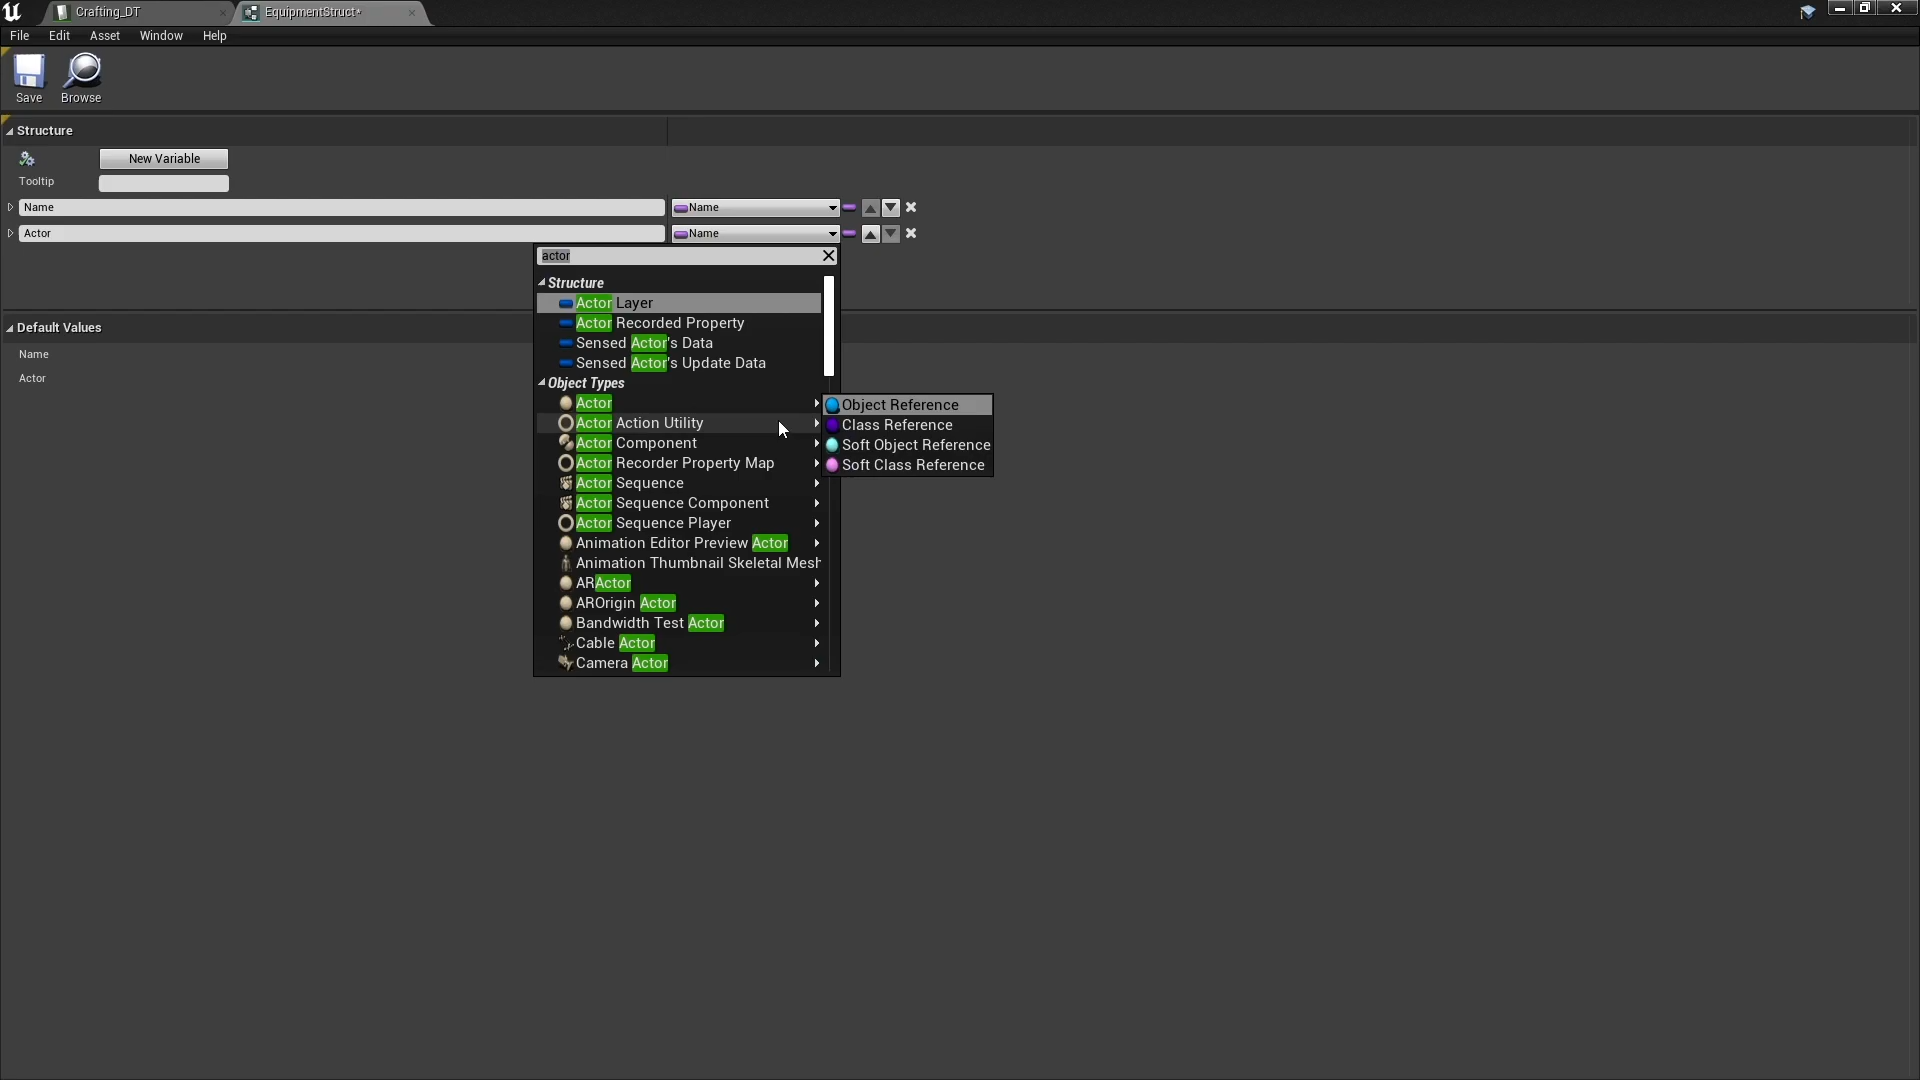 Crafting_DT
EquipmentStruct*
File Edit Asset Window Help
Save Browse
Structure
New Variable
Tooltip
Name Name
Actor Name
actor
Structure
Actor Layer
Actor Recorded Property
Sensed Actor's Data
Sensed Actor's Update Data
Object Types
Actor
Actor Action Utility
Actor Component
Actor Recorder Property Map
Actor Sequence
Actor Sequence Component
Actor Sequence Player
Animation Editor Preview Actor
Animation Thumbnail Skeletal Mesh
ARActor
AROrigin Actor
Bandwidth Test Actor
Cable Actor
Camera Actor
Object Reference
Class Reference
Soft Object Reference
Soft Class Reference
Default Values
Name
Actor